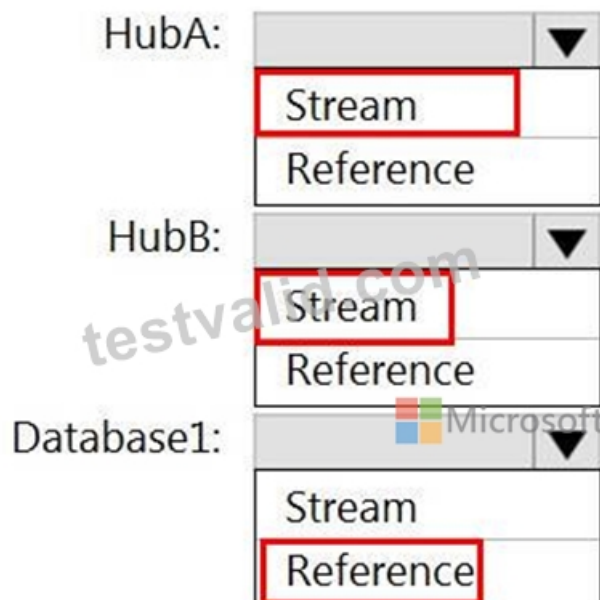 HubA:
Stream
Reference
HubB:
Stream
testvalid.com
Reference
Microsoft
Database1:
Stream
Reference